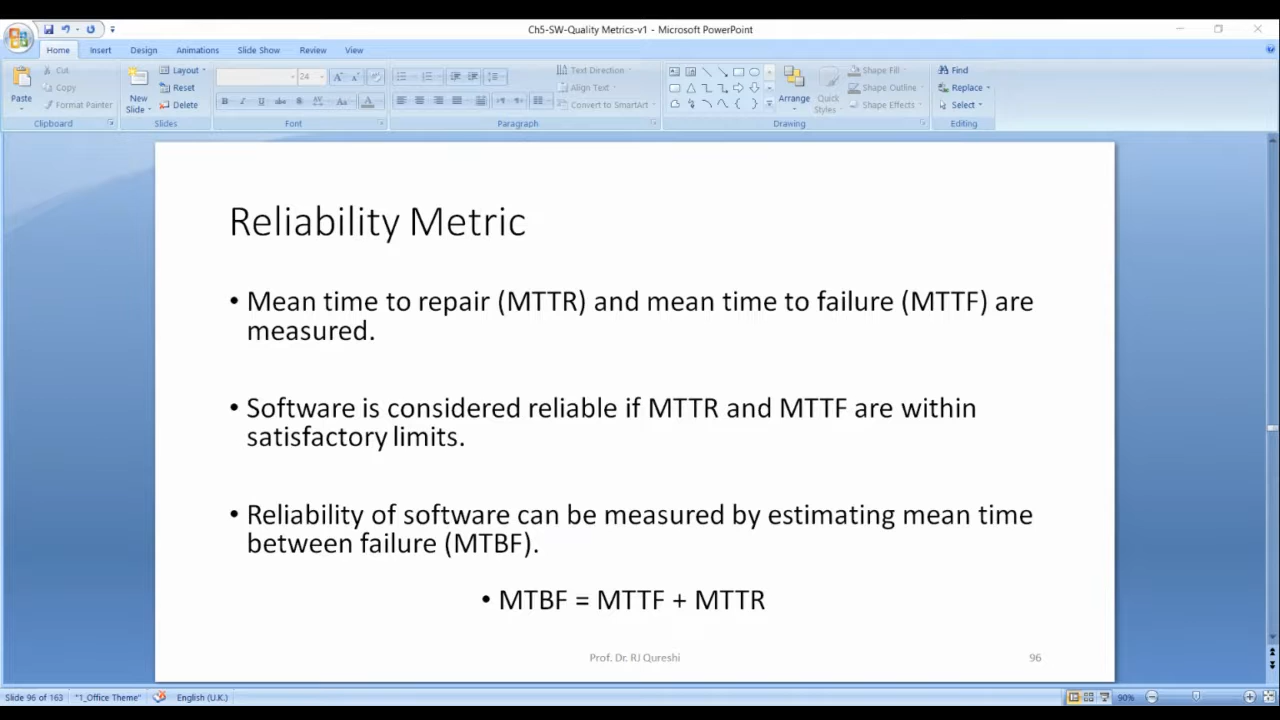 Ch5-SW-Quality Metrics-v1 - Microsoft PowerPoint
Home Insert Design Animations Slide Show Review View
Paste
Cut
Copy
Format Painter
Clipboard
New
Slide
Layout
Reset
Delete
Slides
24
B I U abc S AV Aa A
Font
Text Direction
Align Text
Convert to SmartArt
Paragraph
Arrange
Quick
Styles
Shape Fill
Shape Outline
Shape Effects
Drawing
Find
Replace
Select
Editing
Reliability Metric
• Mean time to repair (MTTR) and mean time to failure (MTTF) are
measured.
• Software is considered reliable if MTTR and MTTF are within
satisfactory limits.
• Reliability of software can be measured by estimating mean time
between failure (MTBF).
• MTBF = MTTF + MTTR
Prof. Dr. RJ Qureshi 96
Slide 96 of 163 "1_Office Theme" English (U.K.) 90%